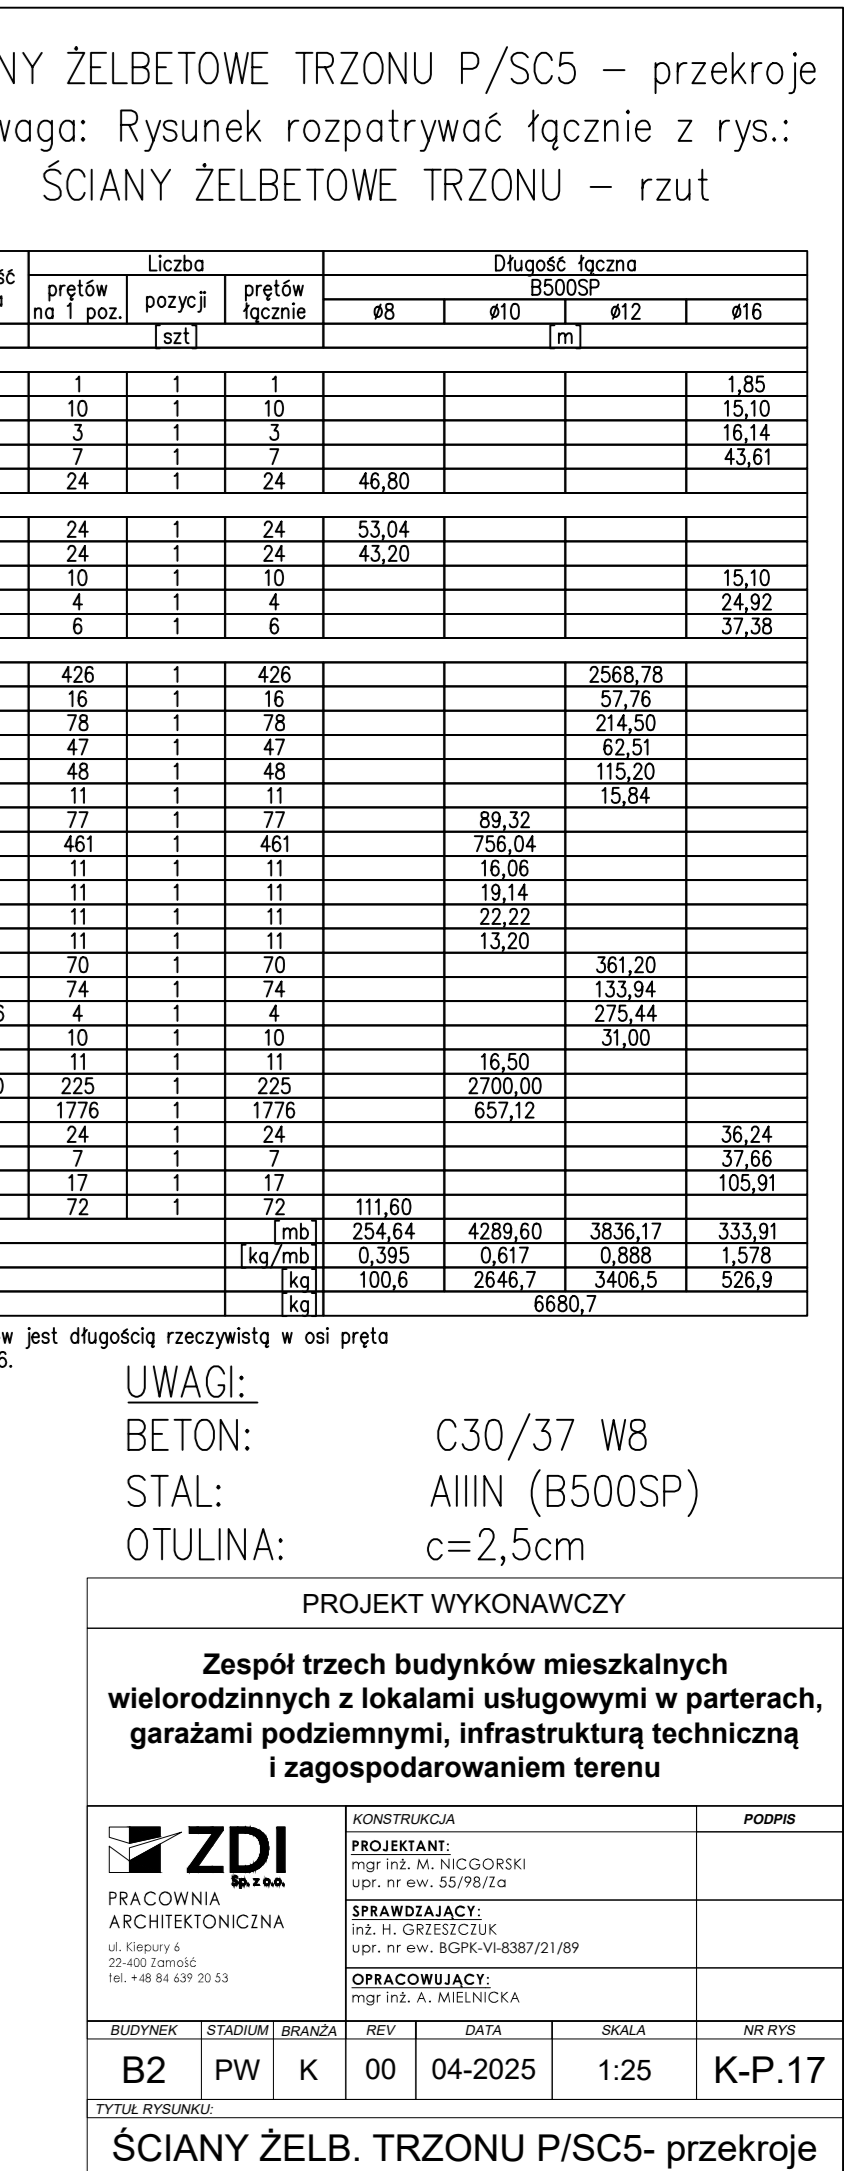 NY ŻELBETOWE TRZONU P/SC5 – przekroje
waga: Rysunek rozpatrywać łącznie z rys.:
ŚCIANY ŻELBETOWE TRZONU – rzut
Liczba Długość łączna
prętów na 1 poz. pozycji prętów łącznie B500SP
ø8 ø10 ø12 ø16
[szt] [m]
1 1 1 1,85
10 1 10 15,10
3 1 3 16,14
7 1 7 43,61
24 1 24 46,80
24 1 24 53,04
24 1 24 43,20
10 1 10 15,10
4 1 4 24,92
6 1 6 37,38
426 1 426 2568,78
16 1 16 57,76
78 1 78 214,50
47 1 47 62,51
48 1 48 115,20
11 1 11 15,84
77 1 77 89,32
461 1 461 756,04
11 1 11 16,06
11 1 11 19,14
11 1 11 22,22
11 1 11 13,20
70 1 70 361,20
74 1 74 133,94
6 4 1 4 275,44
10 1 10 31,00
11 1 11 16,50
0 225 1 225 2700,00
1776 1 1776 657,12
24 1 24 36,24
7 1 7 37,66
17 1 17 105,91
72 1 72 111,60
[mb] 254,64 4289,60 3836,17 333,91
[kg/mb] 0,395 0,617 0,888 1,578
[kg] 100,6 2646,7 3406,5 526,9
[kg] 6680,7
w jest długością rzeczywistą w osi pręta
6.
UWAGI:
BETON: C30/37 W8
STAL: AIIIN (B500SP)
OTULINA: c=2,5cm
PROJEKT WYKONAWCZY
Zespół trzech budynków mieszkalnych
wielorodzinnych z lokalami usługowymi w parterach,
garażami podziemnymi, infrastrukturą techniczną
i zagospodarowaniem terenu
ZDI
Sp. z o.o.
PRACOWNIA
ARCHITEKTONICZNA
ul. Kiepury 6
22-400 Zamość
tel. +48 84 639 20 53
KONSTRUKCJA PODPIS
PROJEKTANT:
mgr inż. M. NICGORSKI
upr. nr ew. 55/98/Za
SPRAWDZAJĄCY:
inż. H. GRZESZCZUK
upr. nr ew. BGPK-VI-8387/21/89
OPRACOWUJĄCY:
mgr inż. A. MIELNICKA
BUDYNEK STADIUM BRANŻA REV DATA SKALA NR RYS
B2 PW K 00 04-2025 1:25 K-P.17
TYTUŁ RYSUNKU:
ŚCIANY ŻELB. TRZONU P/SC5- przekroje